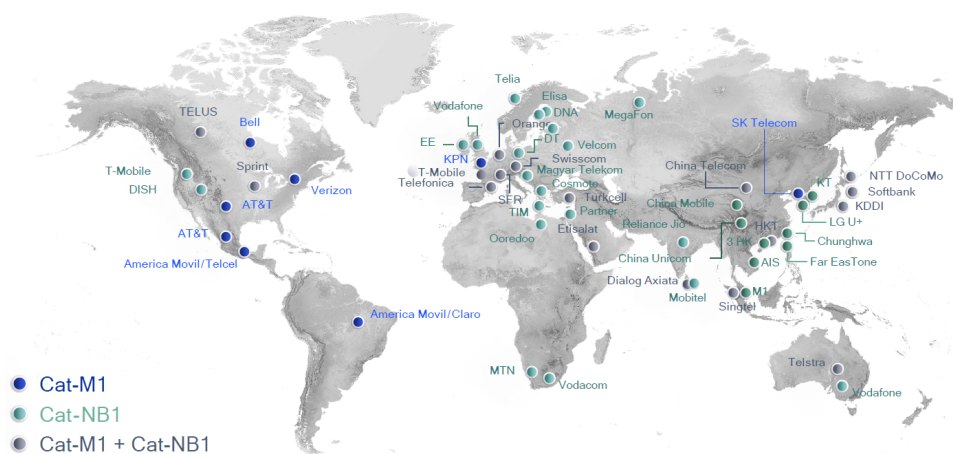 Telia
Elisa
DNA
MegaFon
Vodafone
TELUS
Orange
Bell
SK Telecom
EE
DT
Velcom
KPN
Swisscom
China Telecom
Sprint
T-Mobile
T-Mobile
Magyar Telekom
NTT DoCoMo
DISH
Telefonica
Cosmote
KT
Softbank
Verizon
SFR
Turkcell
China Mobile
KDDI
AT&T
TIM
Partner
LG U+
Etisalat
Reliance Jio
HKT
AT&T
Ooredoo
3 HK
Chunghwa
America Movil/Telcel
China Unicom
AIS
Far EasTone
Dialog Axiata
Mobitel
M1
Singtel
America Movil/Claro
Telstra
MTN
Vodacom
Vodafone
Cat-M1
Cat-NB1
Cat-M1 + Cat-NB1